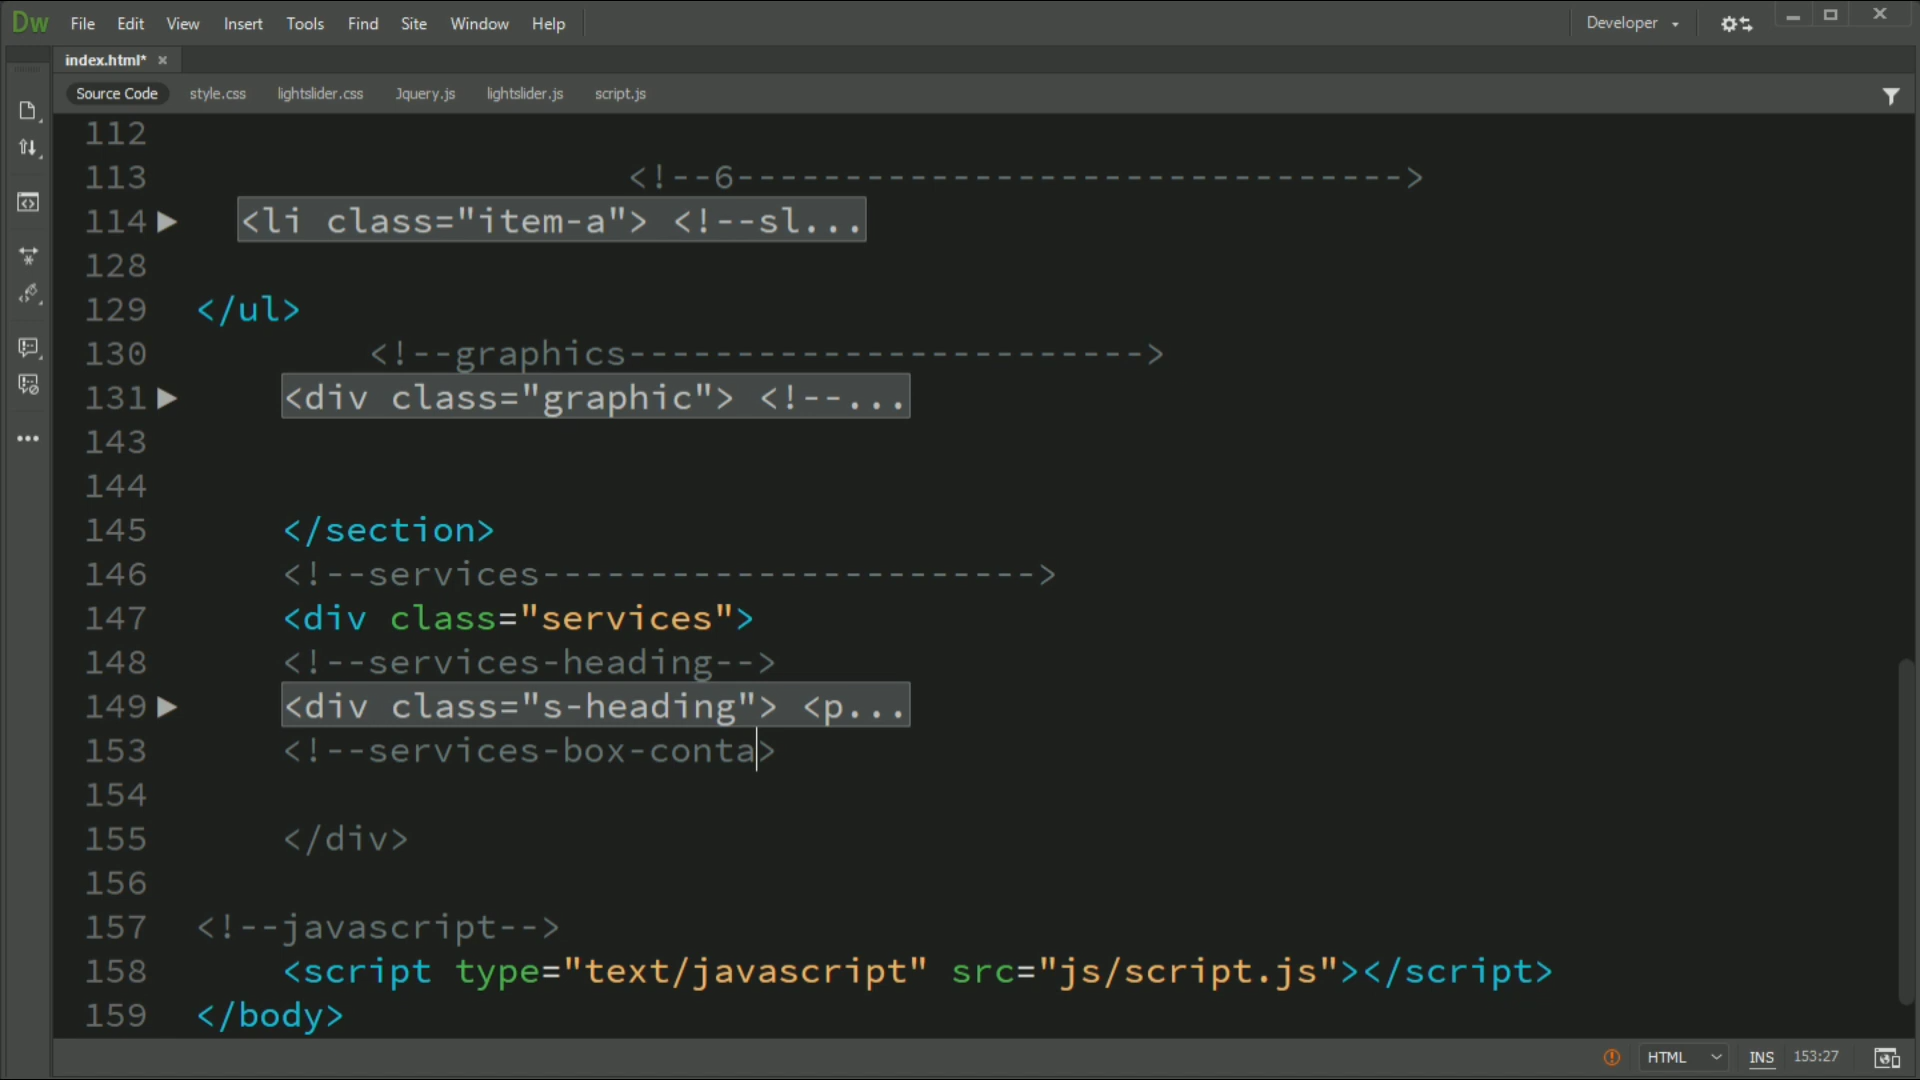 Dw File Edit View Insert Tools Find Site Window Help Developer
index.html*
Source Code style.css lightslider.css Jquery.js lightslider.js script.js
112
113 <!--6------------------------------->
114 <li class="item-a"> <!--sl...
128
129 </ul>
130 <!--graphics------------------------>
131 <div class="graphic"> <!--...
143
144
145 </section>
146 <!--services----------------------->
147 <div class="services">
148 <!--services-heading-->
149 <div class="s-heading"> <p...
153 <!--services-box-conta>
154
155 </div>
156
157 <!--javascript-->
158 <script type="text/javascript" src="js/script.js"></script>
159 </body>
HTML INS 153:27